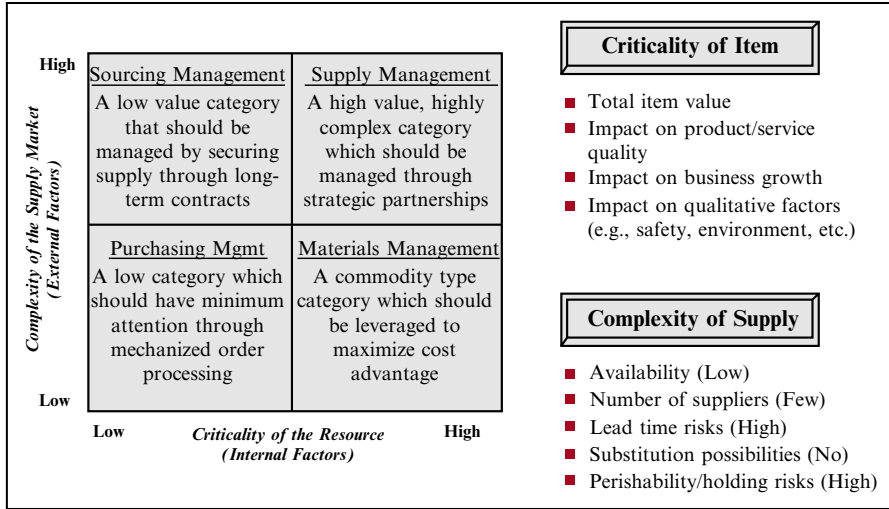 High
Complexity of the Supply Market
(External Factors)
Low
Sourcing Management
A low value category
that should be
managed by securing
supply through long-
term contracts
Supply Management
A high value, highly
complex category
which should be
managed through
strategic partnerships
Purchasing Mgmt
A low category which
should have minimum
attention through
mechanized order
processing
Materials Management
A commodity type
category which should
be leveraged to
maximize cost
advantage
Low
Criticality of the Resource
(Internal Factors)
High
Criticality of Item
Total item value
Impact on product/service
quality
Impact on business growth
Impact on qualitative factors
(e.g., safety, environment, etc.)
Complexity of Supply
Availability (Low)
Number of suppliers (Few)
Lead time risks (High)
Substitution possibilities (No)
Perishability/holding risks (High)